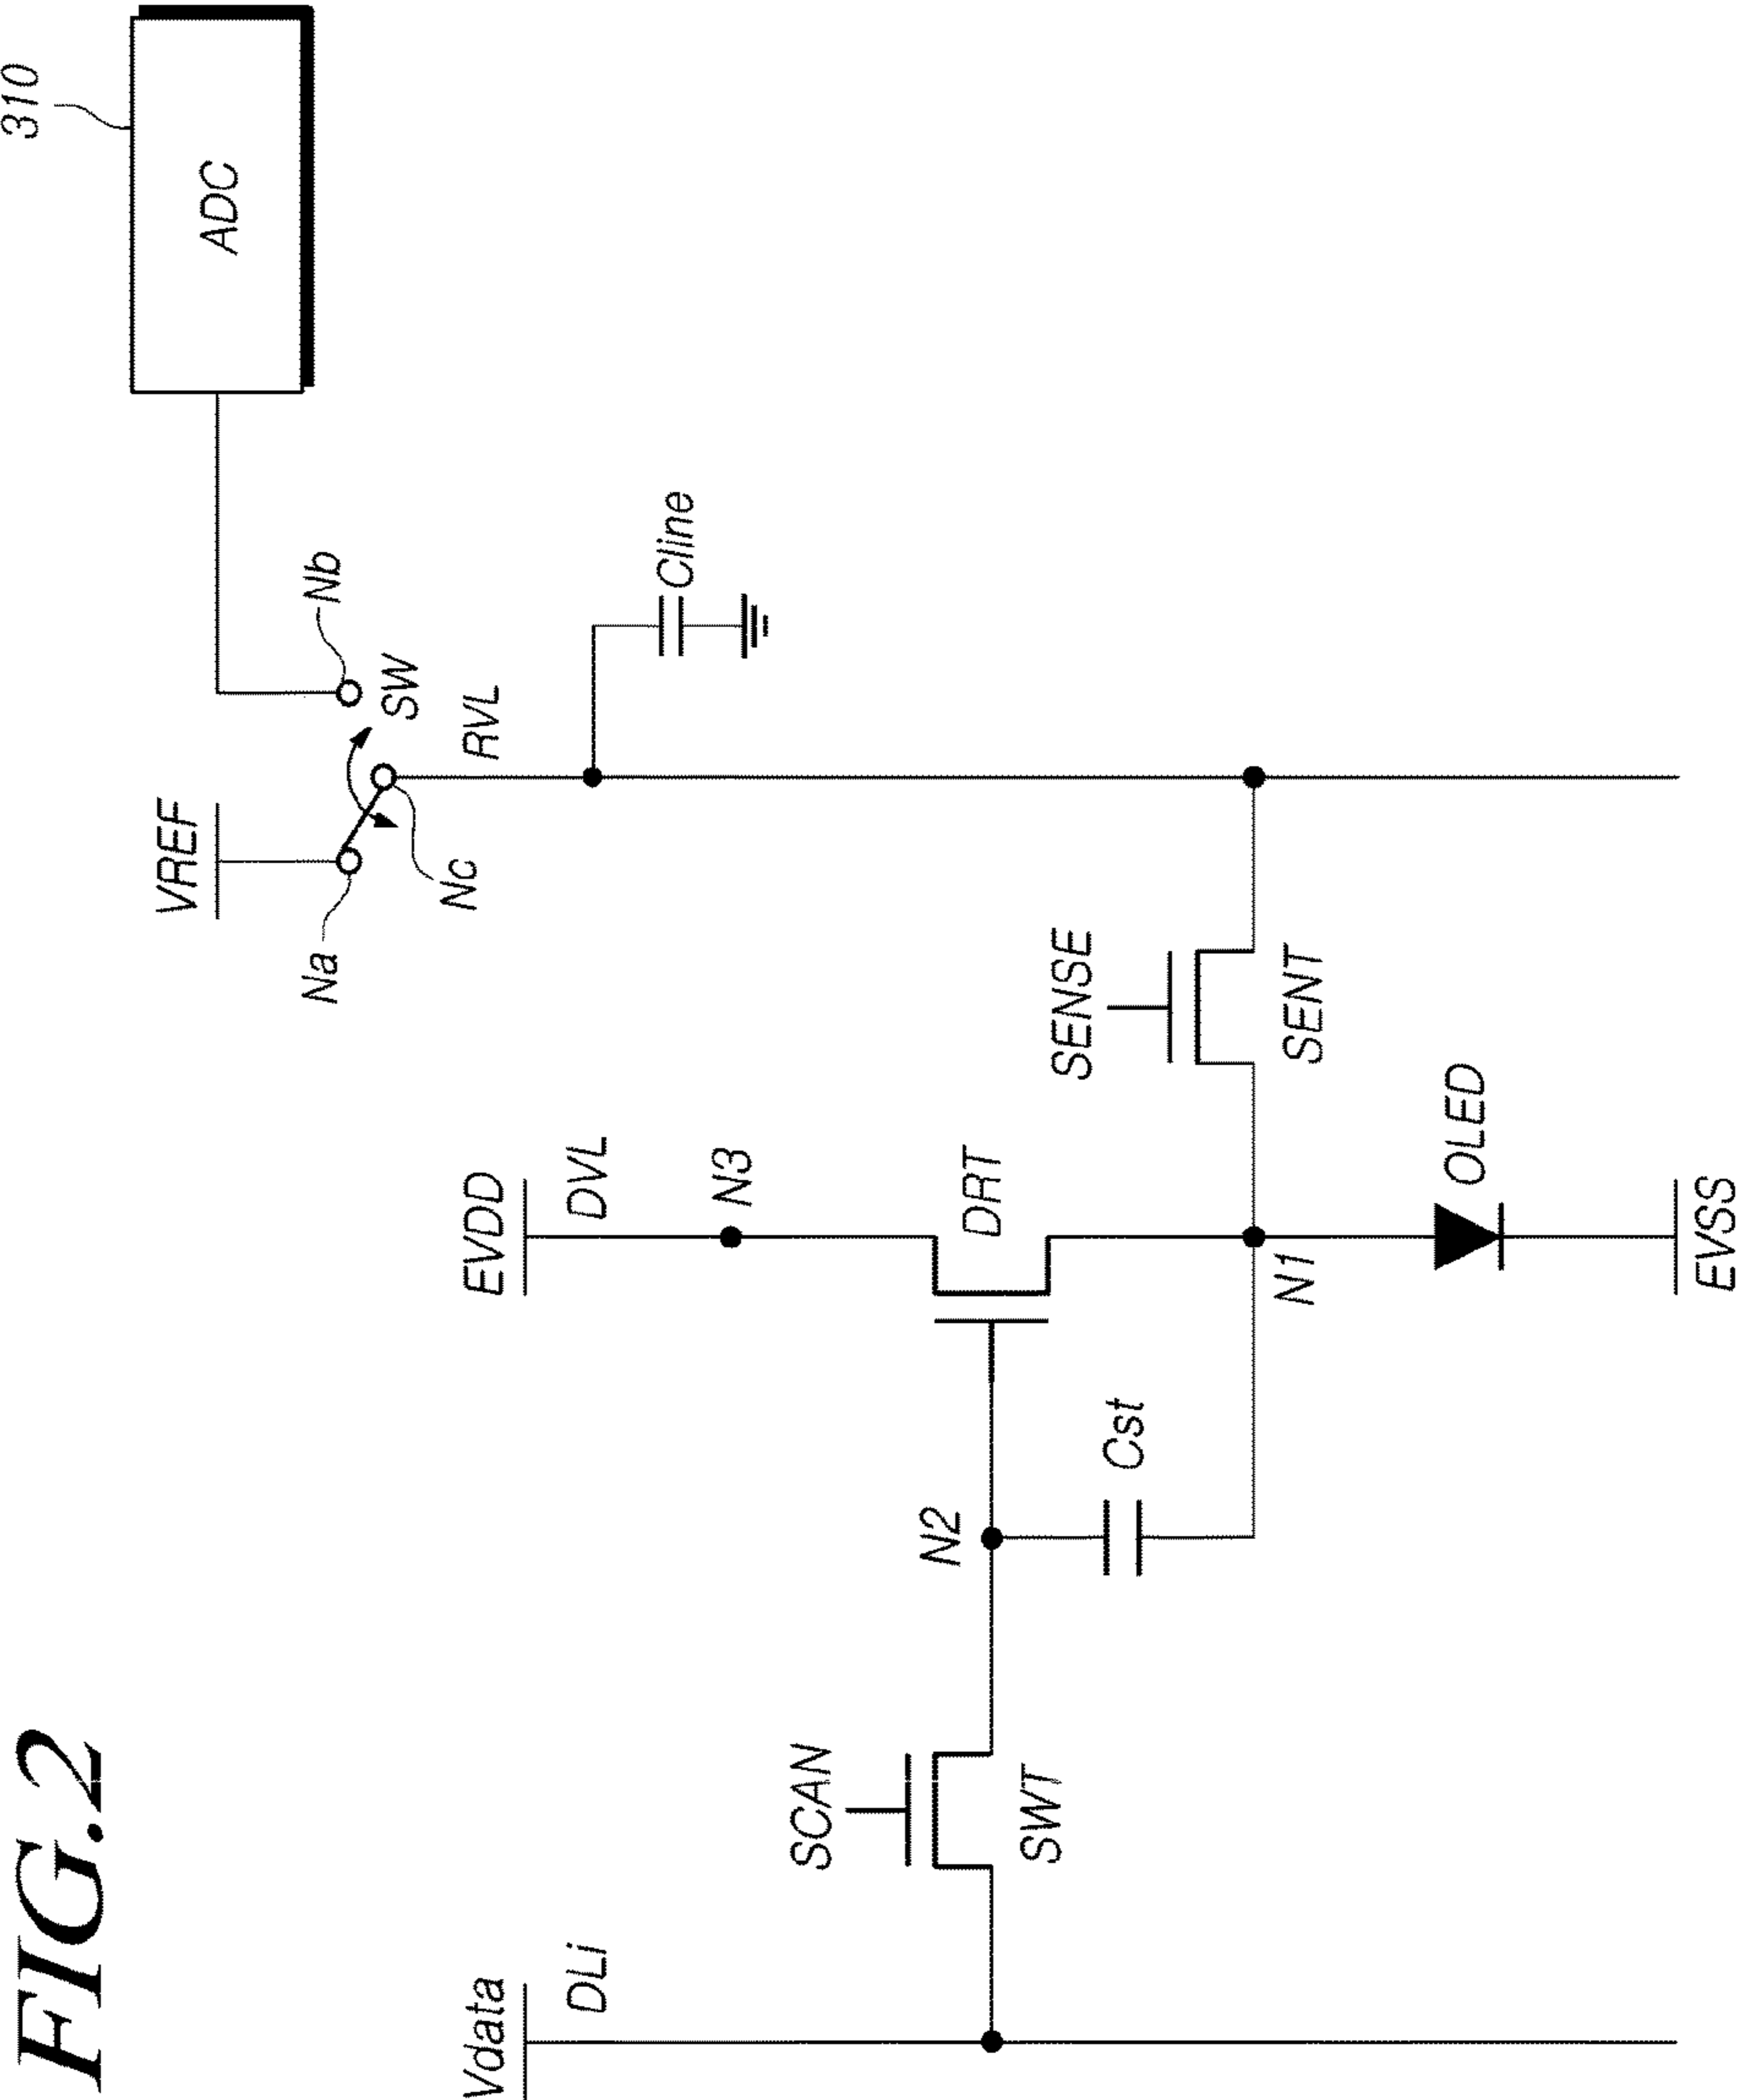 FIG.2
310
ADC
VREF
Na
Nb
SW
Nc
RVL
Cline
Vdata
DLi
EVDD
DVL
N3
SCAN
SWT
N2
DRT
SENSE
SENT
Cst
N1
OLED
EVSS